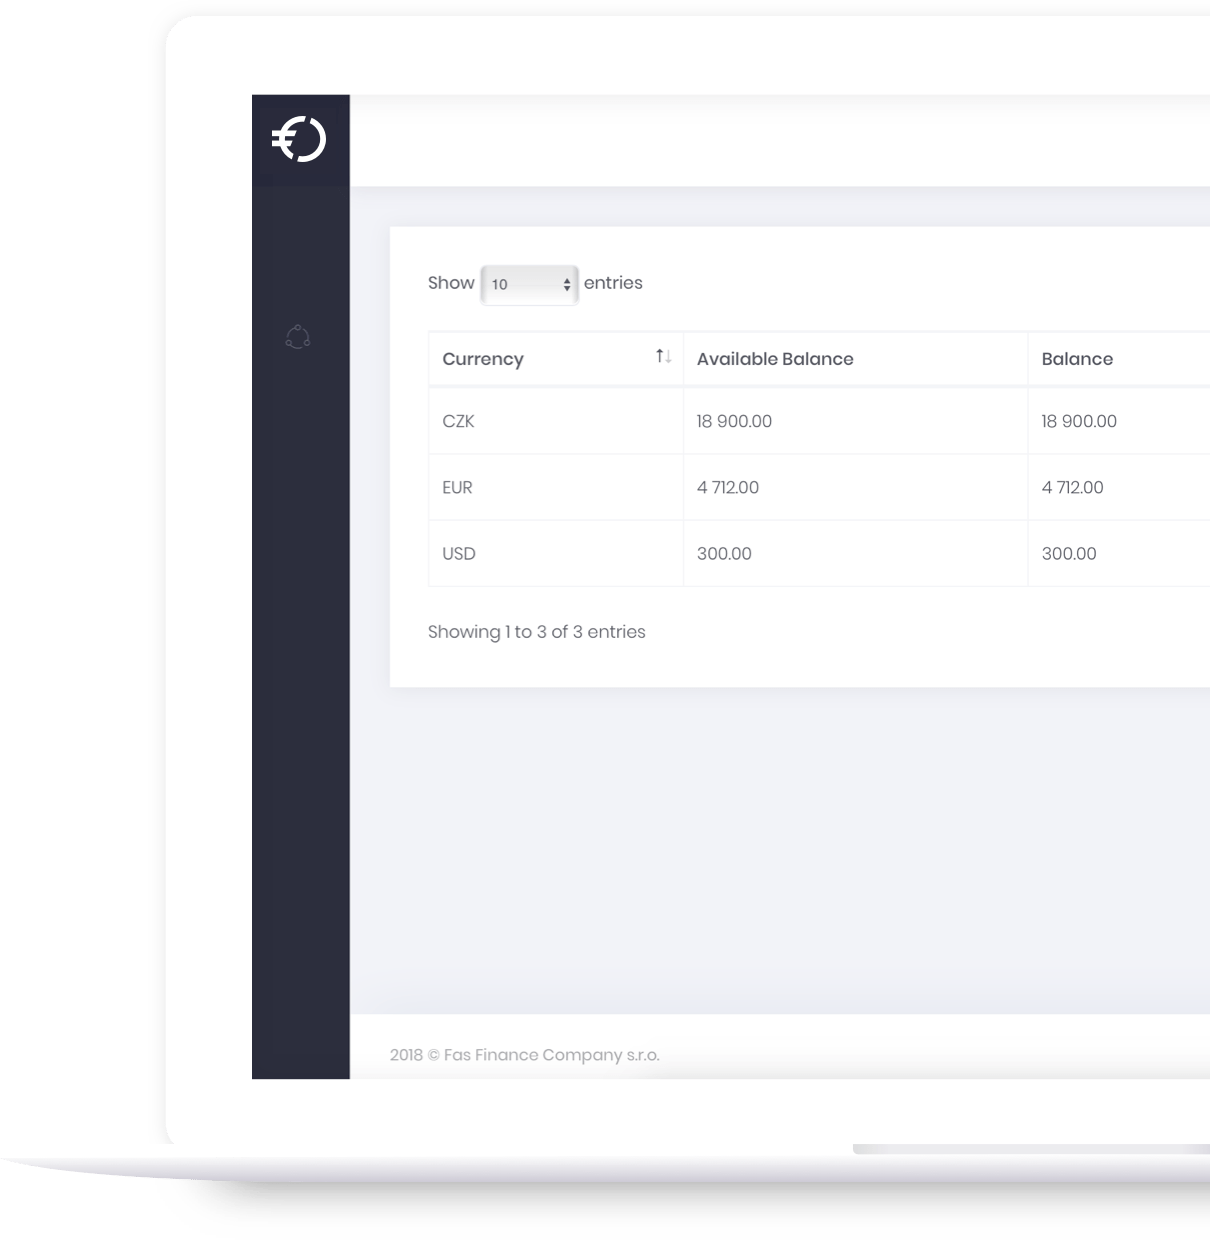 Show 10 entries
Currency Available Balance Balance
CZK 18 900.00 18 900.00
EUR 4 712.00 4 712.00
USD 300.00 300.00
Showing 1 to 3 of 3 entries
2018 © Fas Finance Company s.r.o.